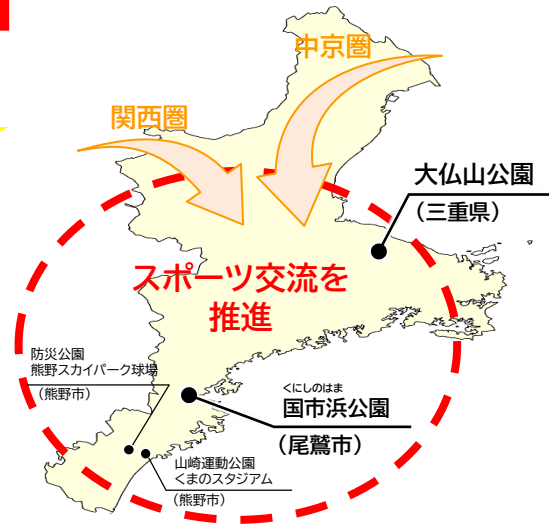 中京圏
関西圏
大仏山公園
(三重県)
スポーツ交流を
推進
防災公園
熊野スカイパーク球場
(熊野市)
くにしのはま
国市浜公園
(尾鷲市)
山崎運動公園
くまのスタジアム
(熊野市)